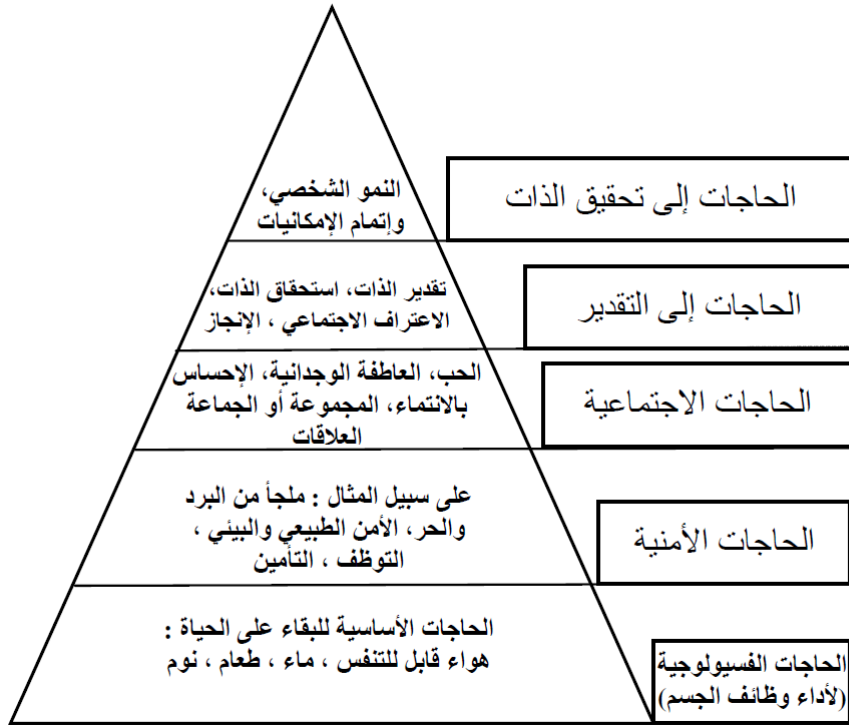 النمو الشخصي،
وإتمام الإمكانيات
الحاجات إلى تحقيق الذات
تقدير الذات، استحقاق الذات،
الاعتراف الاجتماعي ، الإنجاز
الحاجات إلى التقدير
الحب، العاطفة الوجدانية، الإحساس
بالانتماء، المجموعة أو الجماعة
العلاقات
الحاجات الاجتماعية
على سبيل المثال : ملجأ من البرد
والحر، الأمن الطبيعي والبيئي ،
التوظف ، التأمين
الحاجات الأمنية
الحاجات الأساسية للبقاء على الحياة :
هواء قابل للتنفس ، ماء ، طعام ، نوم
الحاجات الفسيولوجية
(لأداء وظائف الجسم)